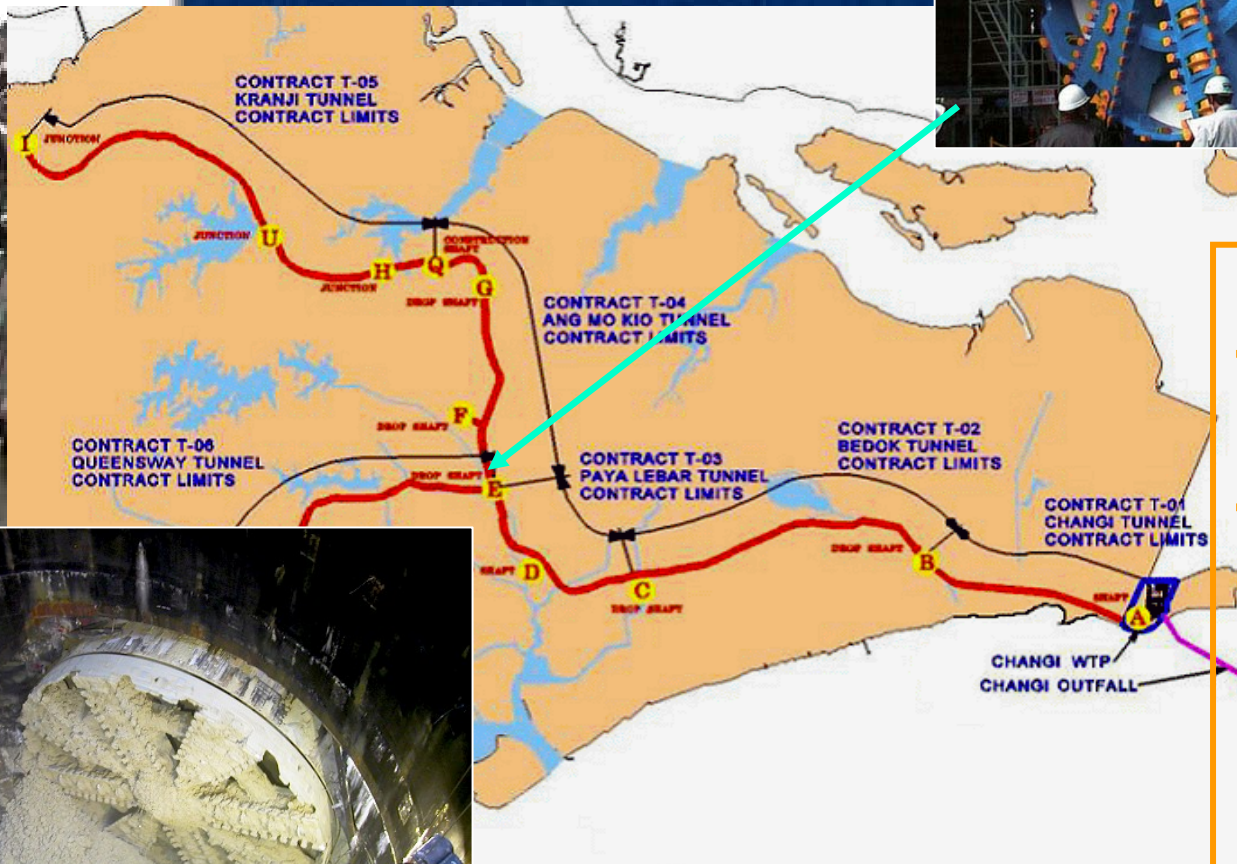 CONTRACT T-05
KRANJI TUNNEL
CONTRACT LIMITS
I
JUNCTION
JUNCTION
U
H
JUNCTION
Q
CONSTRUCTION
SHAFT
G
DROP SHAFT
CONTRACT T-04
ANG MO KIO TUNNEL
CONTRACT LIMITS
F
DROP SHAFT
CONTRACT T-06
QUEENSWAY TUNNEL
CONTRACT LIMITS
DROP SHAFT
E
CONTRACT T-03
PAYA LEBAR TUNNEL
CONTRACT LIMITS
CONTRACT T-02
BEDOK TUNNEL
CONTRACT LIMITS
CONTRACT T-01
CHANGI TUNNEL
CONTRACT LIMITS
SHAFT
D
C
DROP SHAFT
DROP SHAFT
B
SHAFT
A
CHANGI WTP
CHANGI OUTFALL